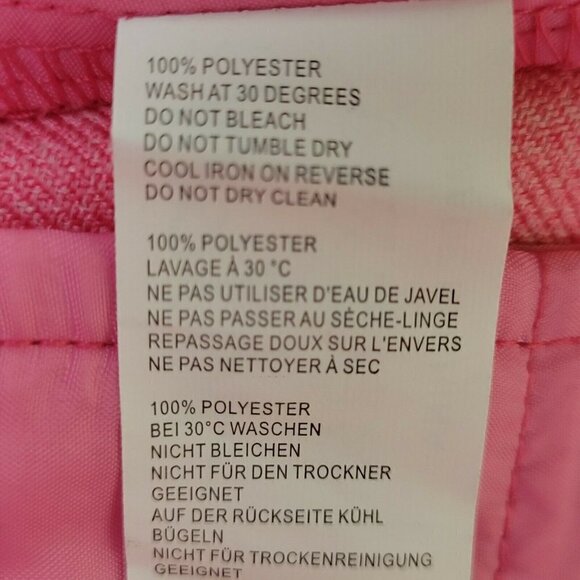 100% POLYESTER
WASH AT 30 DEGREES
DO NOT BLEACH
DO NOT TUMBLE DRY
COOL IRON ON REVERSE
DO NOT DRY CLEAN
100% POLYESTER
LAVAGE À 30 °C
NE PAS UTILISER D'EAU DE JAVEL
NE PAS PASSER AU SÈCHE-LINGE
REPASSAGE DOUX SUR L'ENVERS
NE PAS NETTOYER À SEC
100% POLYESTER
BEI 30°C WASCHEN
NICHT BLEICHEN
NICHT FÜR DEN TROCKNER
GEEIGNET
AUF DER RÜCKSEITE KÜHL
BÜGELN
NICHT FÜR TROCKENREINIGUNG
GEEIGNET